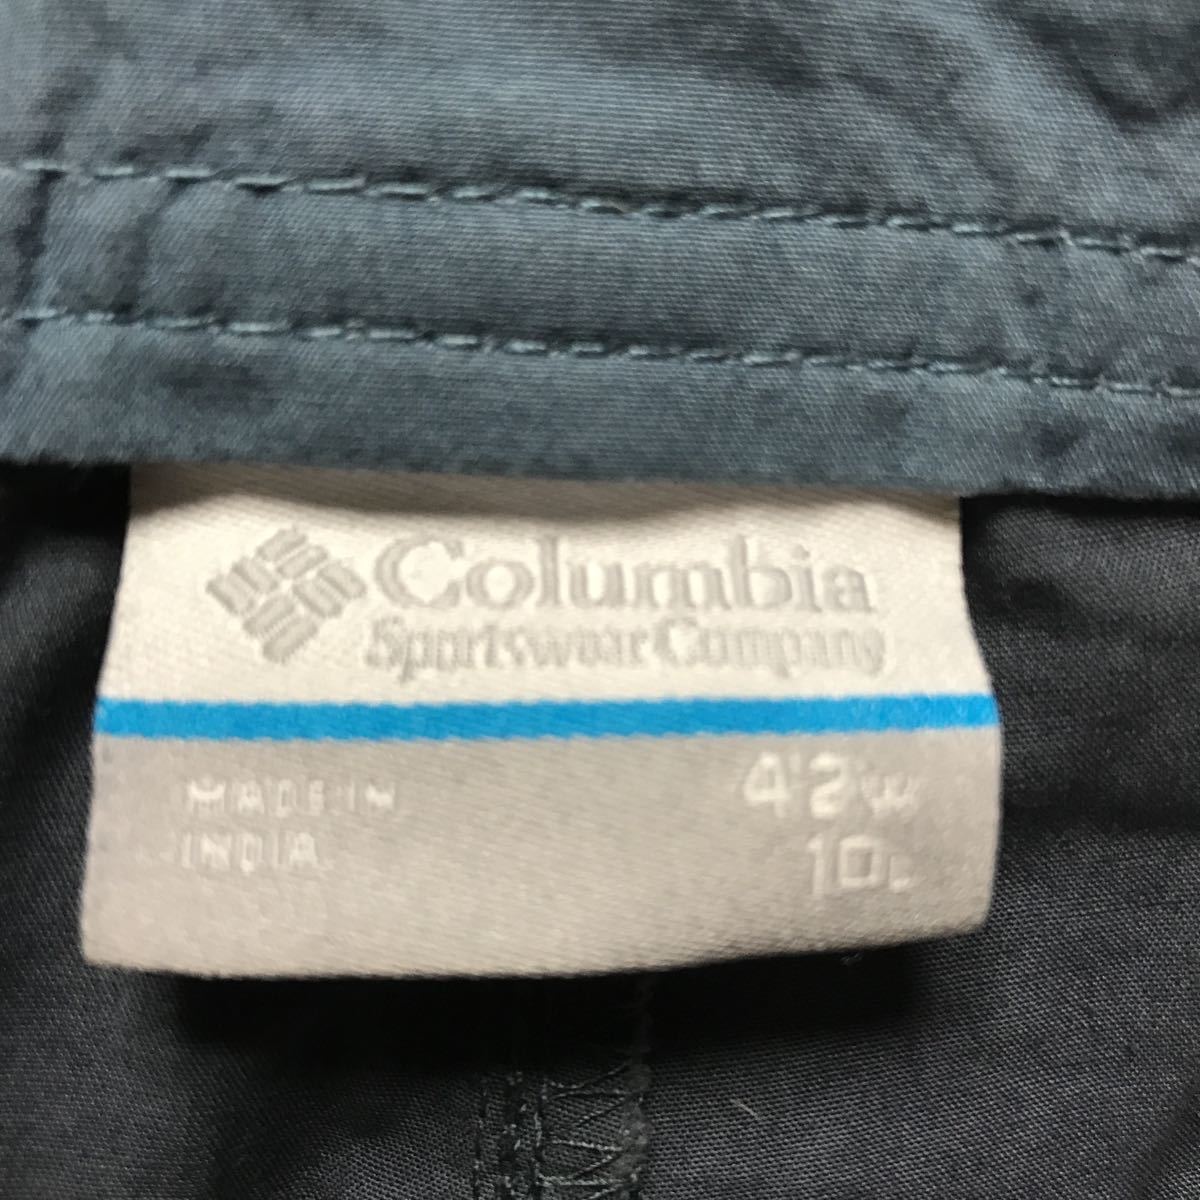 Columbia
Sportswear Company
MADE IN
INDIA
42W
10L